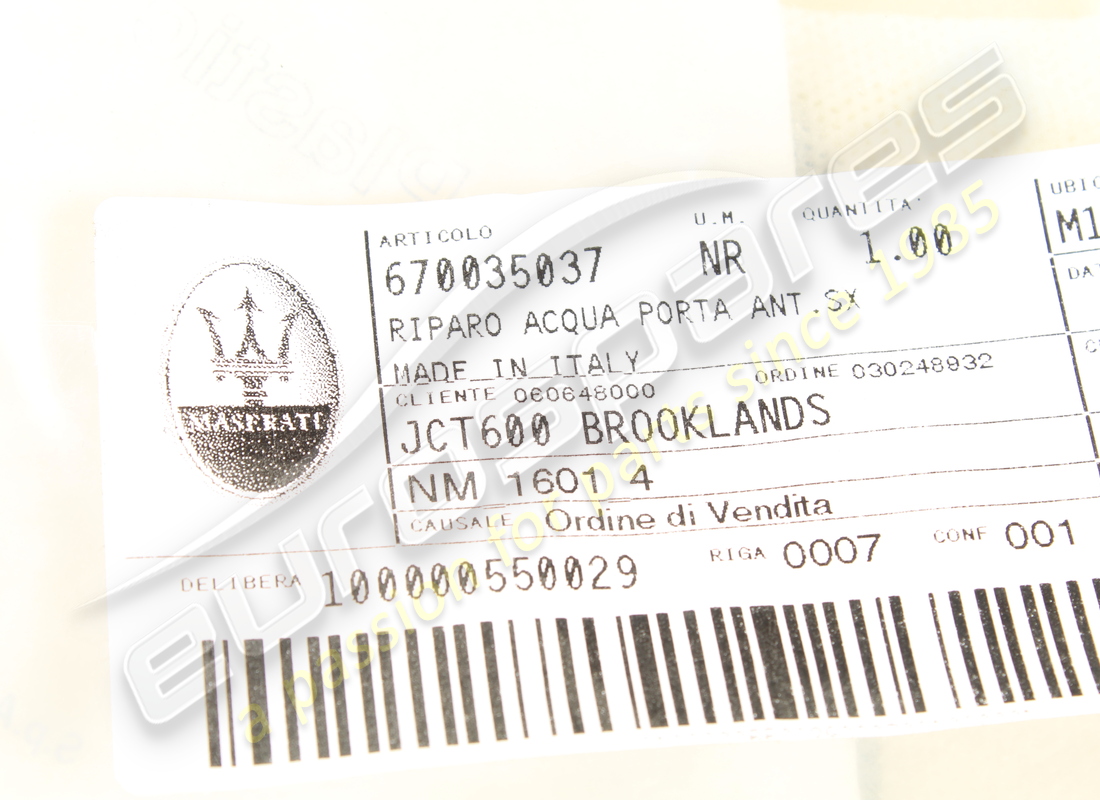 ARTICOLO U.M. QUANTITA' UBIC
670035037 NR 1.00 M1
RIPARO ACQUA PORTA ANT.SX
MADE IN ITALY
CLIENTE 060648000 ORDINE 030248932
JCT600 BROOKLANDS
NM 1601 4
CAUSALE Ordine di Vendita
DELIBERA 100000550029 RIGA 0007 CONF 001
MASERATI
eurospares
a passion for parts since 1985